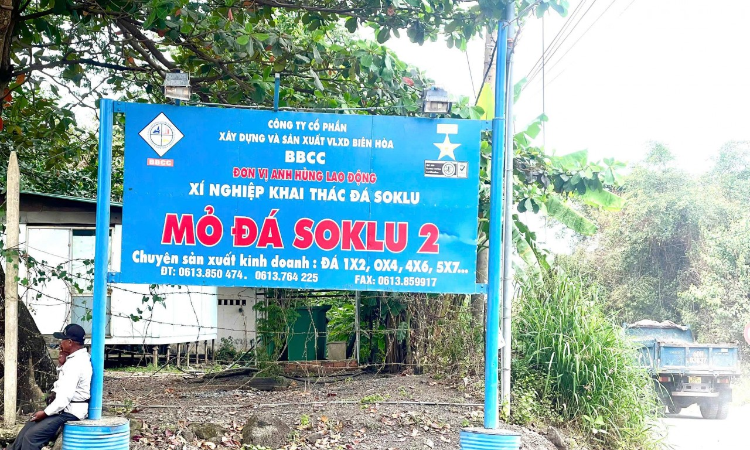 CÔNG TY CỔ PHẦN
XÂY DỰNG VÀ SẢN XUẤT VLXD BIÊN HÒA
BBCC
BBCC
ĐƠN VỊ ANH HÙNG LAO ĐỘNG
XÍ NGHIỆP KHAI THÁC ĐÁ SOKLU
MỎ ĐÁ SOKLU 2
Chuyên sản xuất kinh doanh : ĐÁ 1X2, 0X4, 4X6, 5X7...
ĐT: 0613.850 474 . 0613.764 225 FAX: 0613.859917